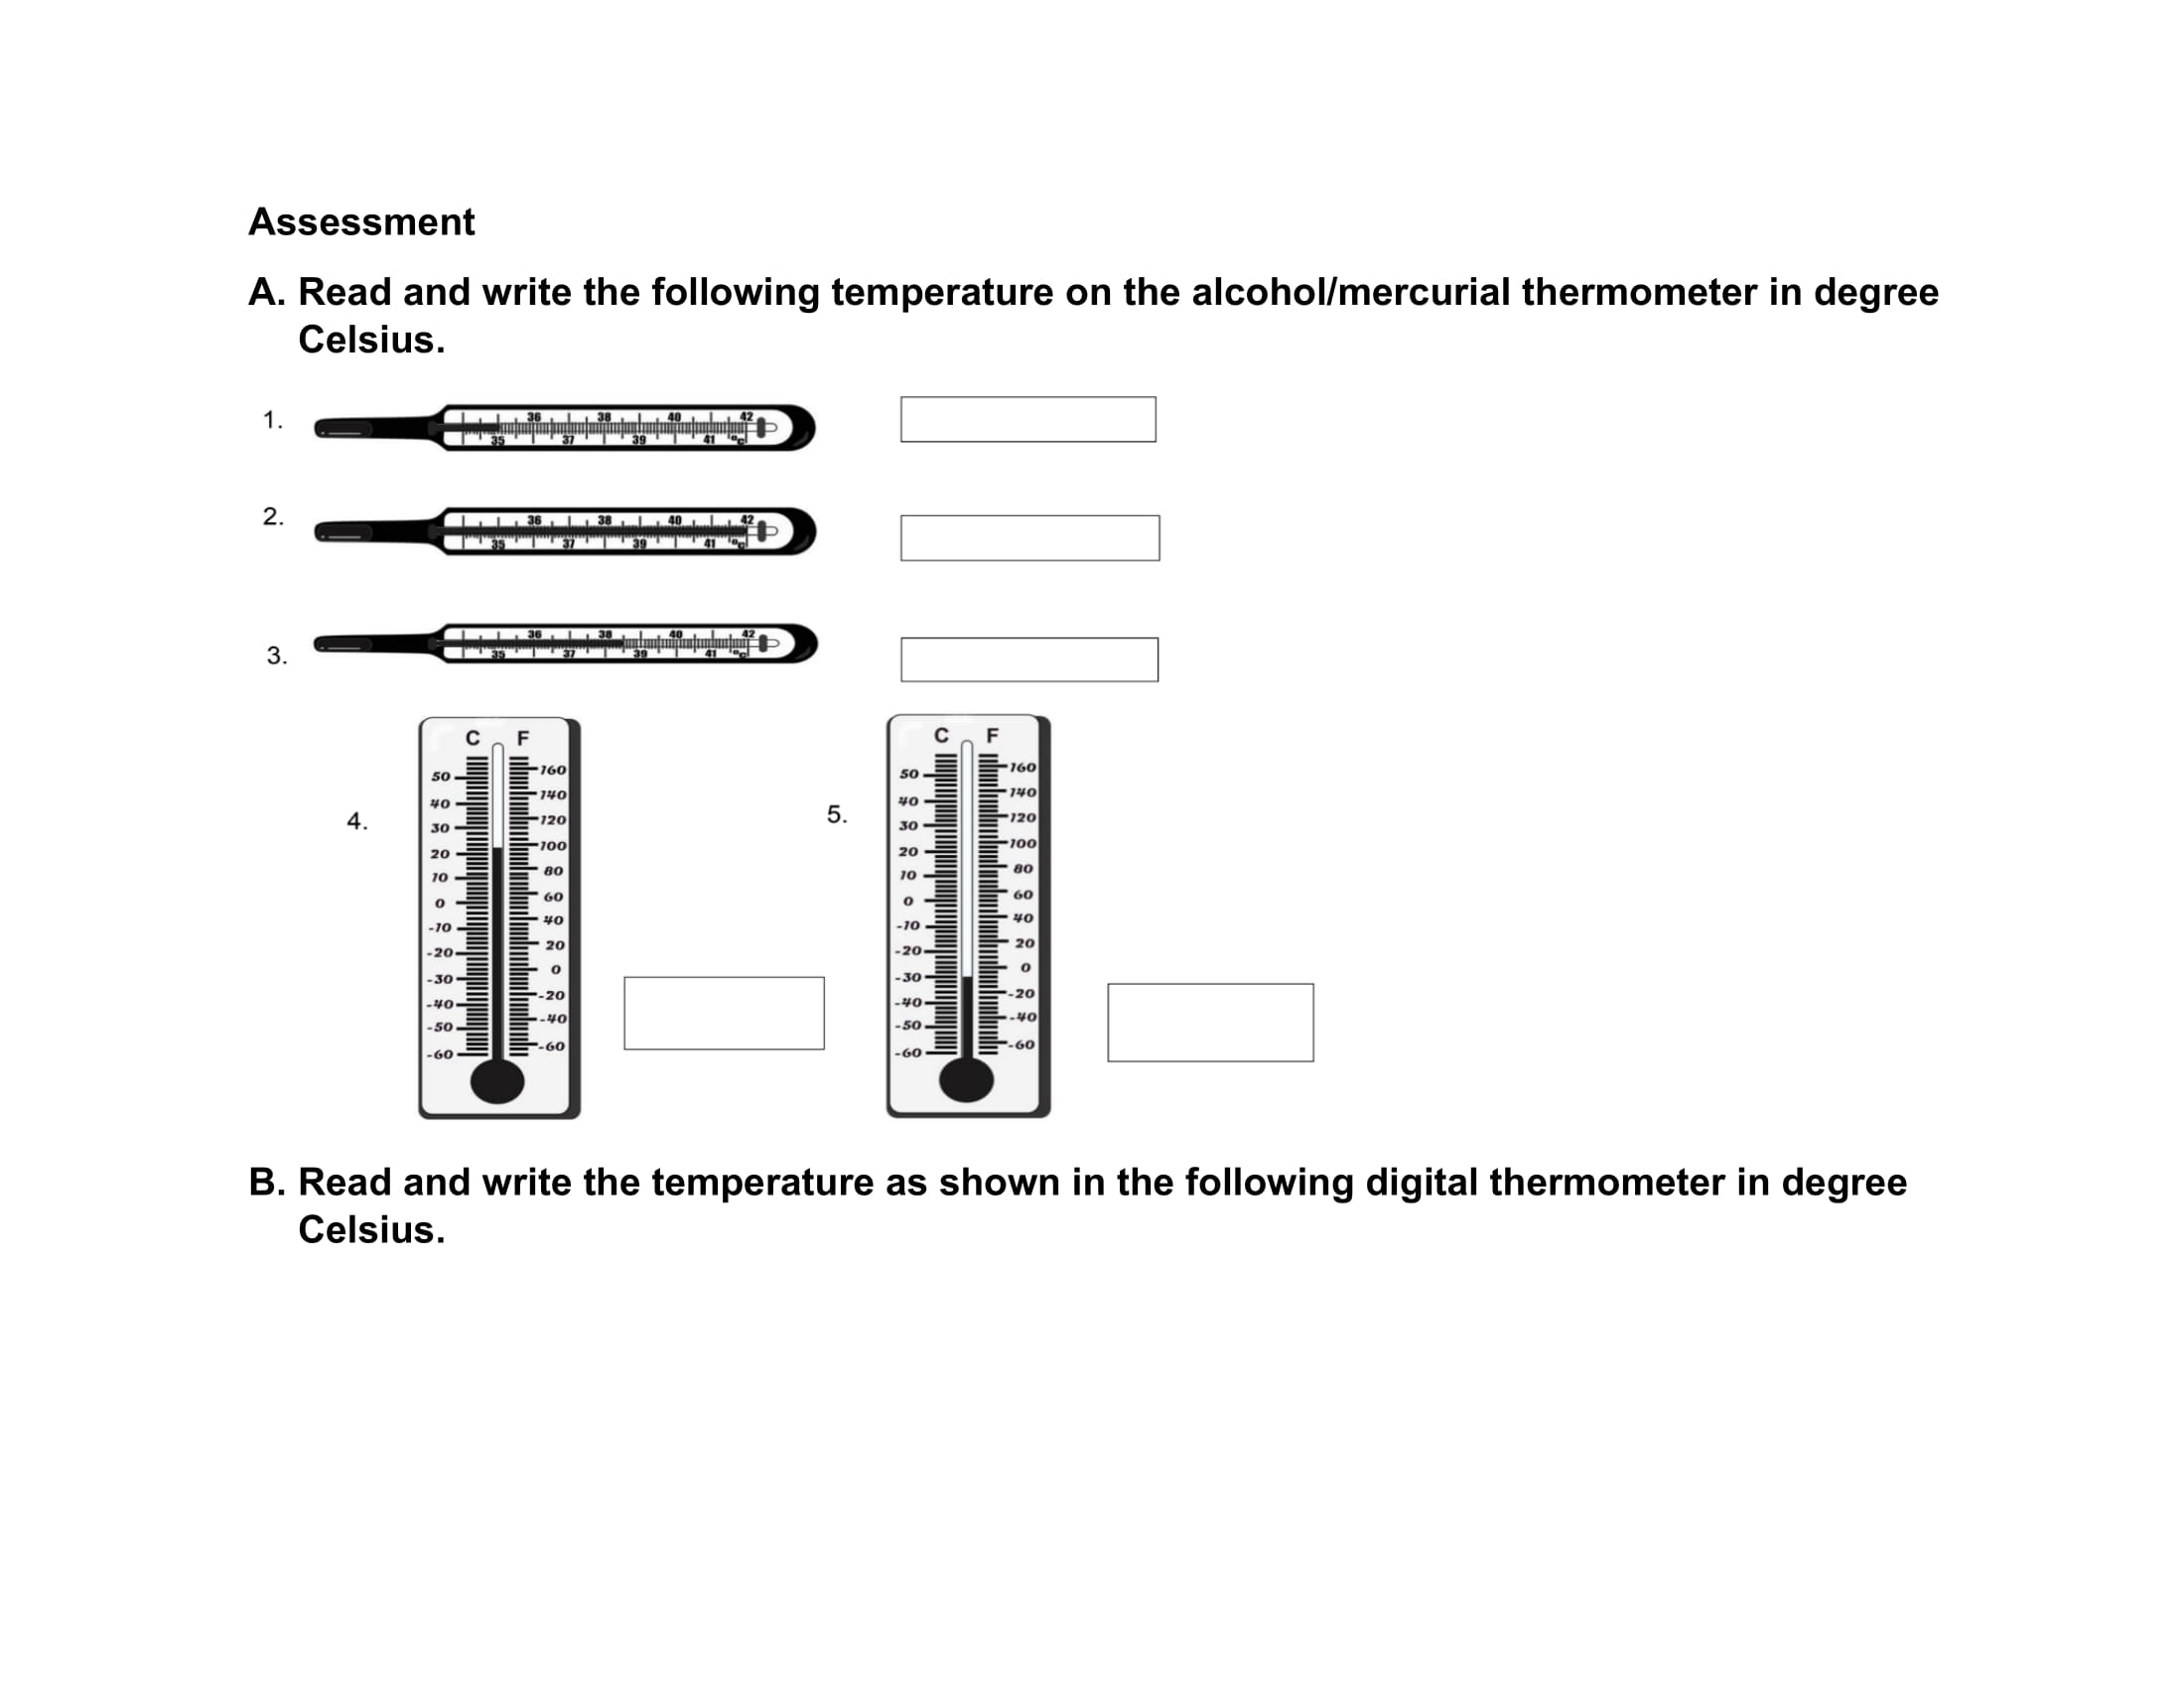 Assessment
A. Read and write the following temperature on the alcohol/mercurial thermometer in degree
Celsius.
1.
36 38 40 42
35 37 39 41 °C
2.
36 38 40 42
35 37 39 41 °C
3.
36 38 40 42
35 37 39 41 °C
4.
C F
50 160
40 140
30 120
20 100
10 80
0 60
-10 40
-20 20
-30 0
-40 -20
-50 -40
-60 -60
5.
C F
50 160
40 140
30 120
20 100
10 80
0 60
-10 40
-20 20
-30 0
-40 -20
-50 -40
-60 -60
B. Read and write the temperature as shown in the following digital thermometer in degree
Celsius.